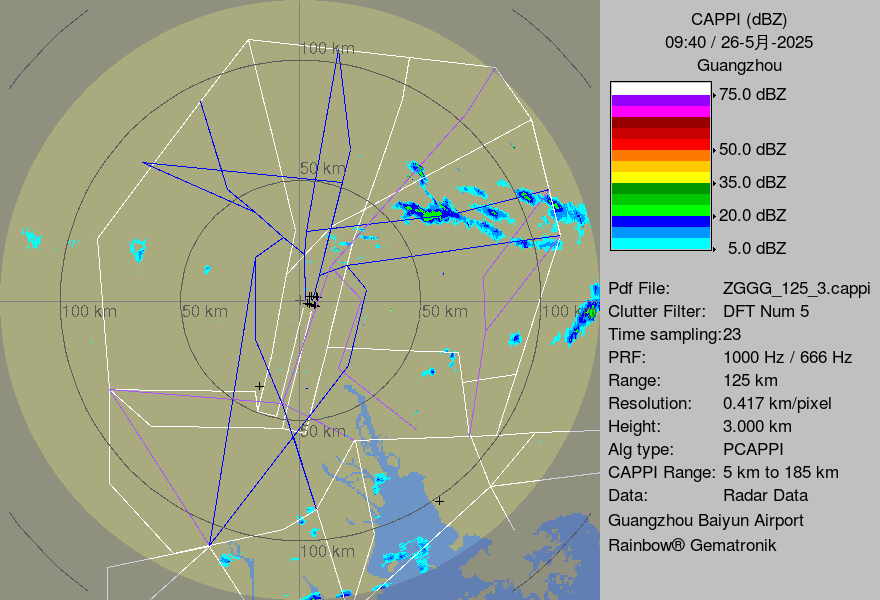 CAPPI (dBZ)
09:40 / 26-5月-2025
Guangzhou
75.0 dBZ
50.0 dBZ
35.0 dBZ
20.0 dBZ
5.0 dBZ
Pdf File: ZGGG_125_3.cappi
Clutter Filter: DFT Num 5
Time sampling:23
PRF: 1000 Hz / 666 Hz
Range: 125 km
Resolution: 0.417 km/pixel
Height: 3.000 km
Alg type: PCAPPI
CAPPI Range: 5 km to 185 km
Data: Radar Data
Guangzhou Baiyun Airport
Rainbow® Gematronik
100 km
50 km
100 km
50 km
50 km
100 k
50 km
100 km